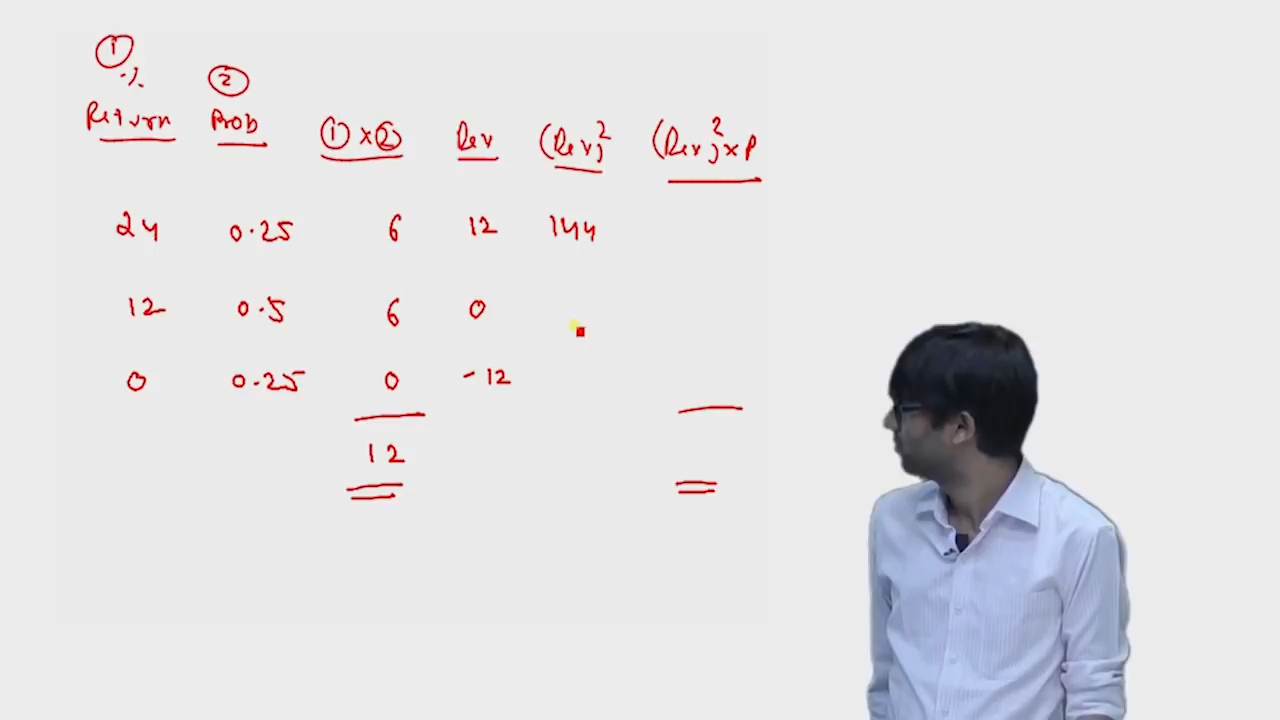 ① ②
%
Return Prob ① × ② Dev (Dev)² (Dev)² × P
24 0.25 6 12 144
12 0.5 6 0
0 0.25 0 -12
12